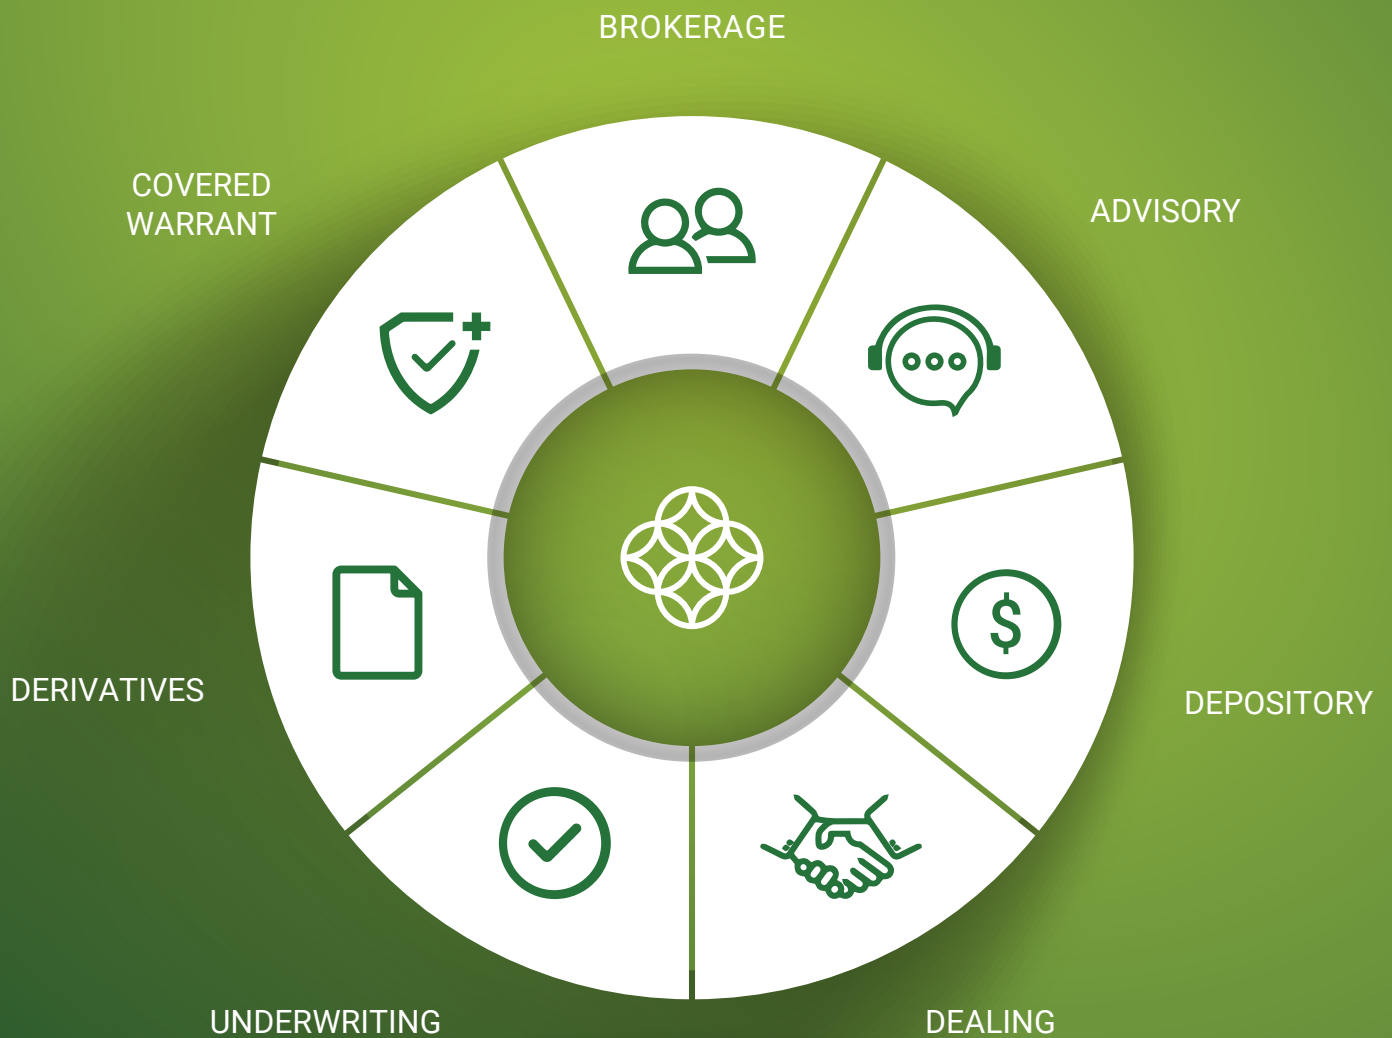 BROKERAGE
COVERED
WARRANT
ADVISORY
$
DERIVATIVES
DEPOSITORY
UNDERWRITING
DEALING